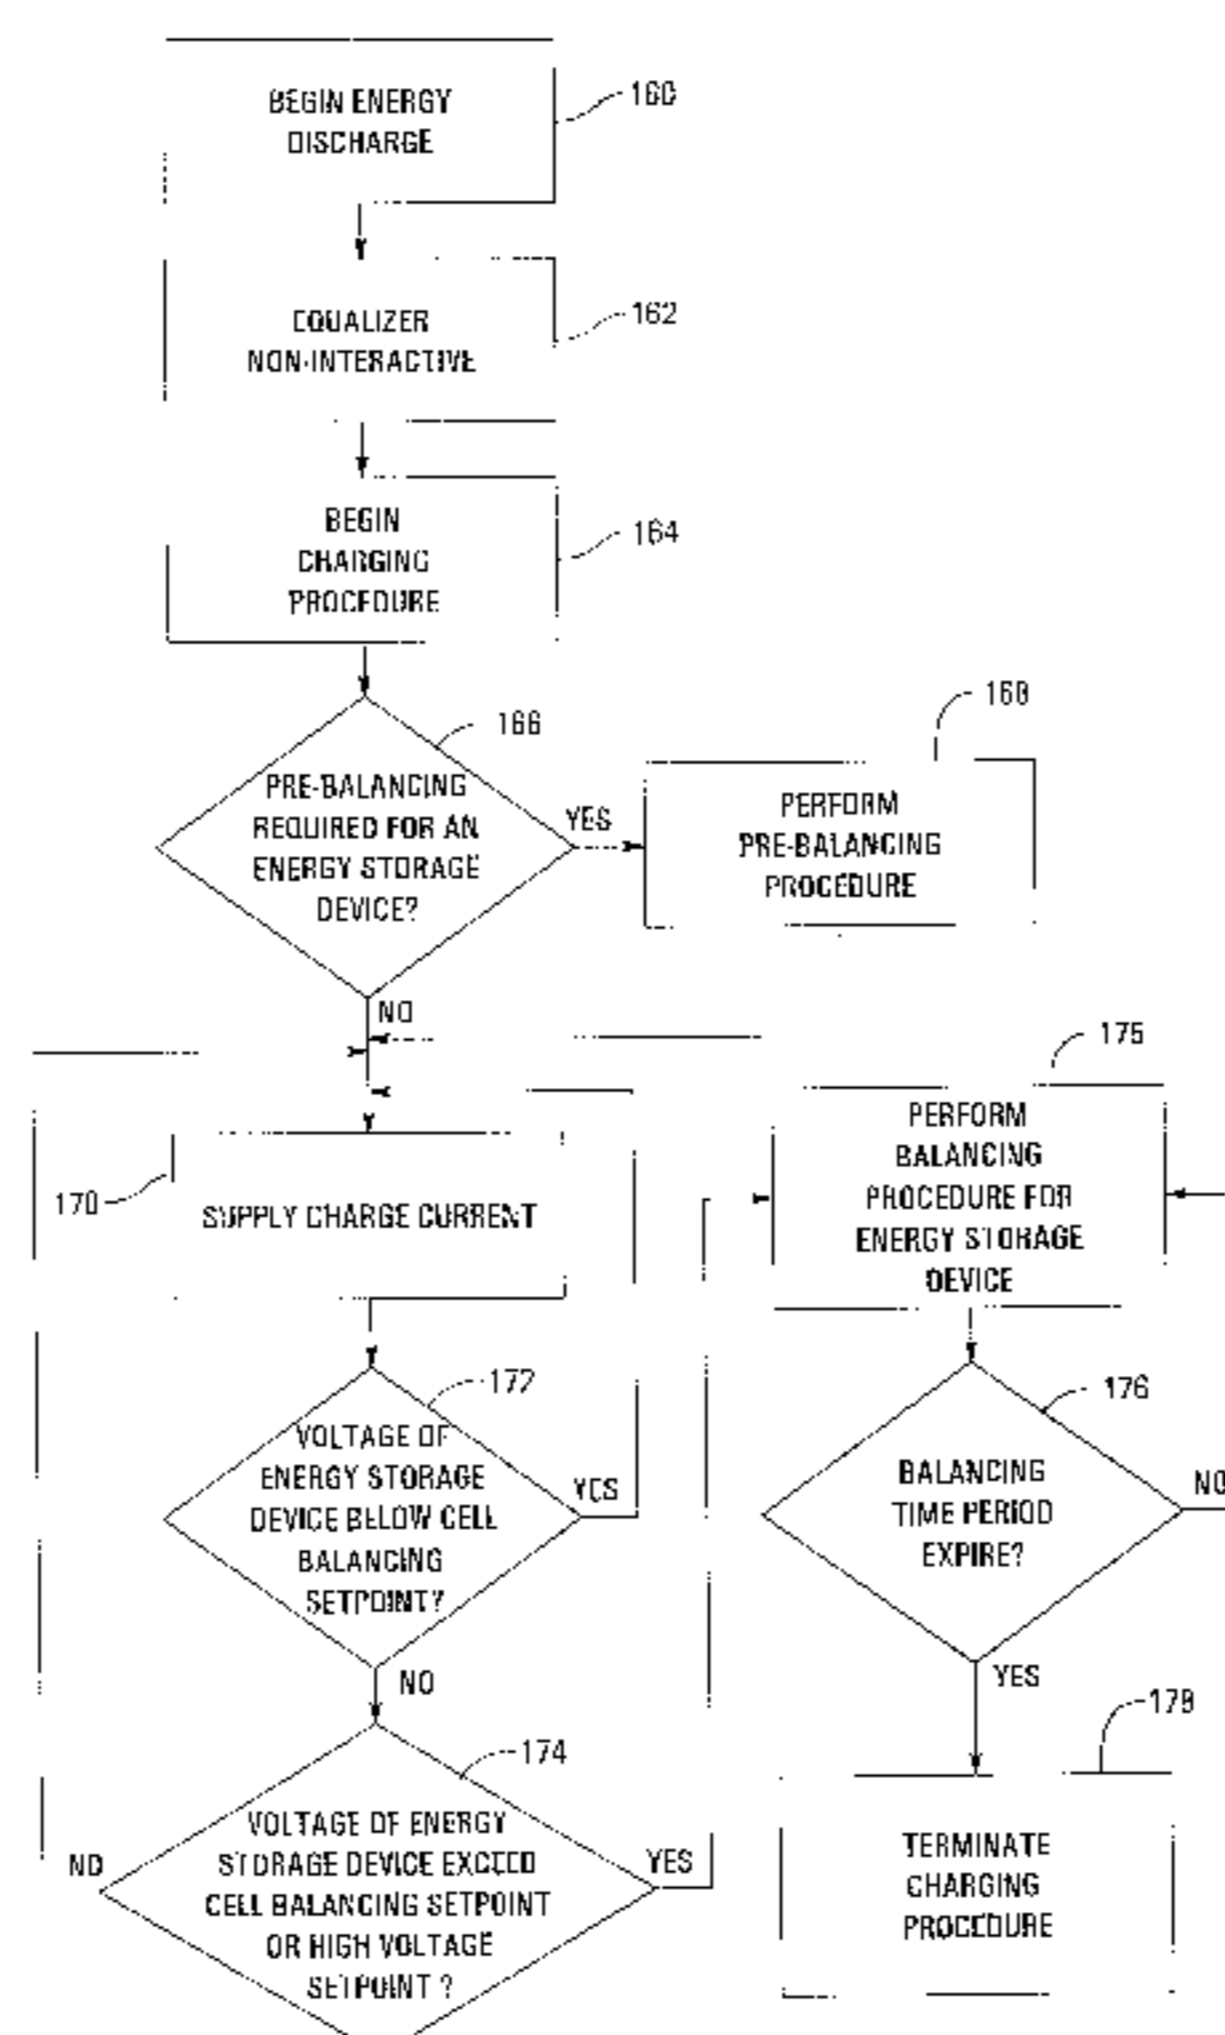 BEGIN ENERGY
DISCHARGE
160
EQUALIZER
NON-INTERACTIVE
162
BEGIN
CHARGING
PROCEDURE
164
166
PRE-BALANCING
REQUIRED FOR AN
ENERGY STORAGE
DEVICE?
YES
168
PERFORM
PRE-BALANCING
PROCEDURE
NO
170
SUPPLY CHARGE CURRENT
175
PERFORM
BALANCING
PROCEDURE FOR
ENERGY STORAGE
DEVICE
172
VOLTAGE OF
ENERGY STORAGE
DEVICE BELOW CELL
BALANCING
SETPOINT?
YES
176
BALANCING
TIME PERIOD
EXPIRE?
NO
NO
YES
174
VOLTAGE OF ENERGY
STORAGE DEVICE EXCEED
CELL BALANCING SETPOINT
OR HIGH VOLTAGE
SETPOINT ?
NO
YES
178
TERMINATE
CHARGING
PROCEDURE